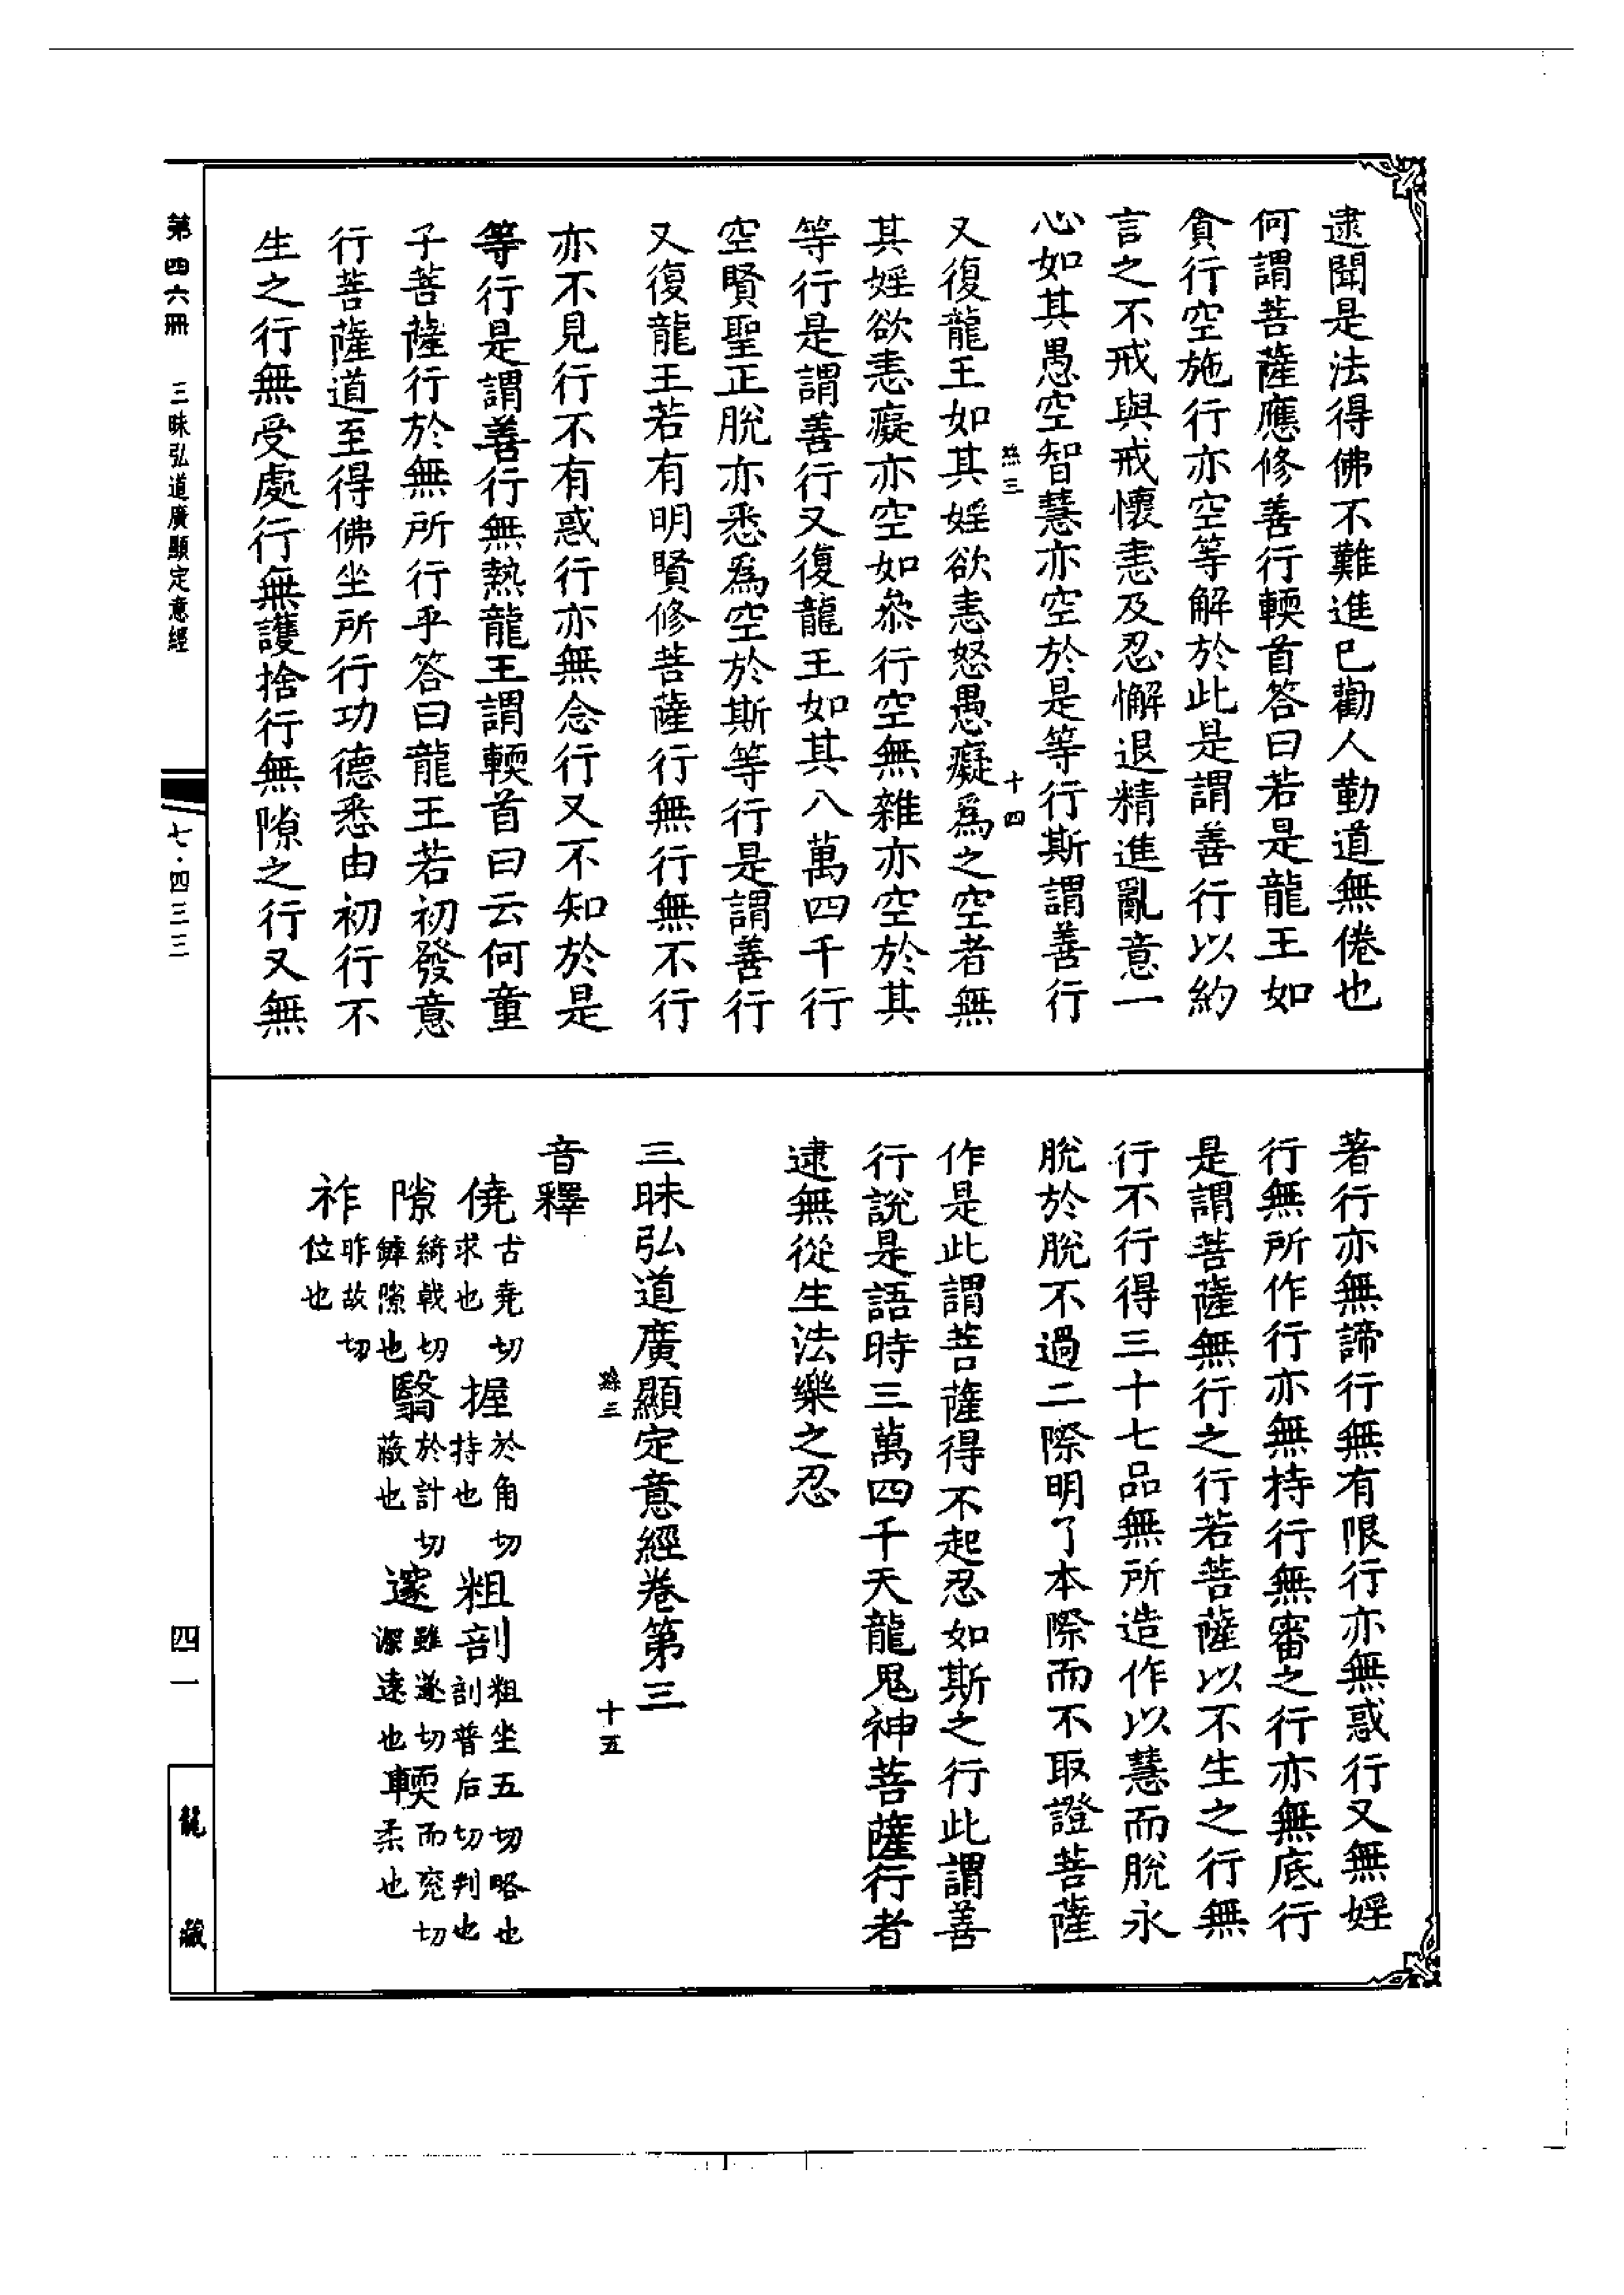 逮聞是法得佛不難進已勸人勤道無倦也
何謂菩薩應修善行輭首答曰若是龍王如
貪行空施行亦空等解於此是謂善行以約
言之不戒與戒懷恚及忍懈退精進亂意一
心如其愚空智慧亦空於是等行斯謂善行
絲三 十四
又復龍王如其婬欲恚怒愚癡爲之空者無
其婬欲恚癡亦空如叅行空無雜亦空於其
等行是謂善行又復龍王如其八萬四千行
空賢聖正脫亦悉爲空於斯等行是謂善行
又復龍王若有明賢修菩薩行無行無不行
亦不見行不有惑行亦無念行又不知於是
等行是謂善行無熱龍王謂輭首曰云何童
子菩薩行於無所行乎答曰龍王若初發意
行菩薩道至得佛坐所行功德悉由初行不
生之行無受處行無護捨行無隙之行又無
著行亦無諦行無有限行亦無惑行又無婬
行無所作行亦無持行無審之行亦無底行
是謂菩薩無行之行若菩薩以不生之行無
行不行得三十七品無所造作以慧而脫永
脫於脫不過二際明了本際而不取證菩薩
作是此謂菩薩得不起忍如斯之行此謂善
行說是語時三萬四千天龍鬼神菩薩行者
逮無從生法樂之忍
三昧弘道廣顯定意經卷第三
絲三 十五
音釋
僥古堯切求也 握於角切持也 粗剖粗坐五切略也剖普后切判也
隙綺戟切罅隙也 翳於計切蔽也 邃雖遂切深遠也 輭而兖切柔也
祚昨故切位也
第四六冊 三昧弘道廣顯定意經
七·四三三
四一
龍藏